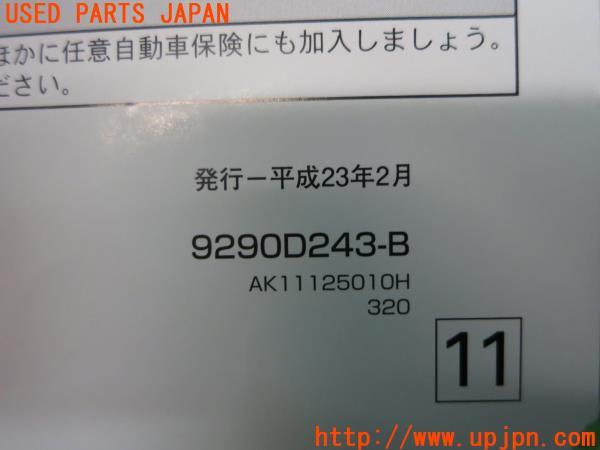 USED PARTS JAPAN
ほかに任意自動車保険にも加入しましょう。
ださい。
発行ー平成23年2月
9290D243-B
AK11125010H
320
11
http://www.upjpn.com